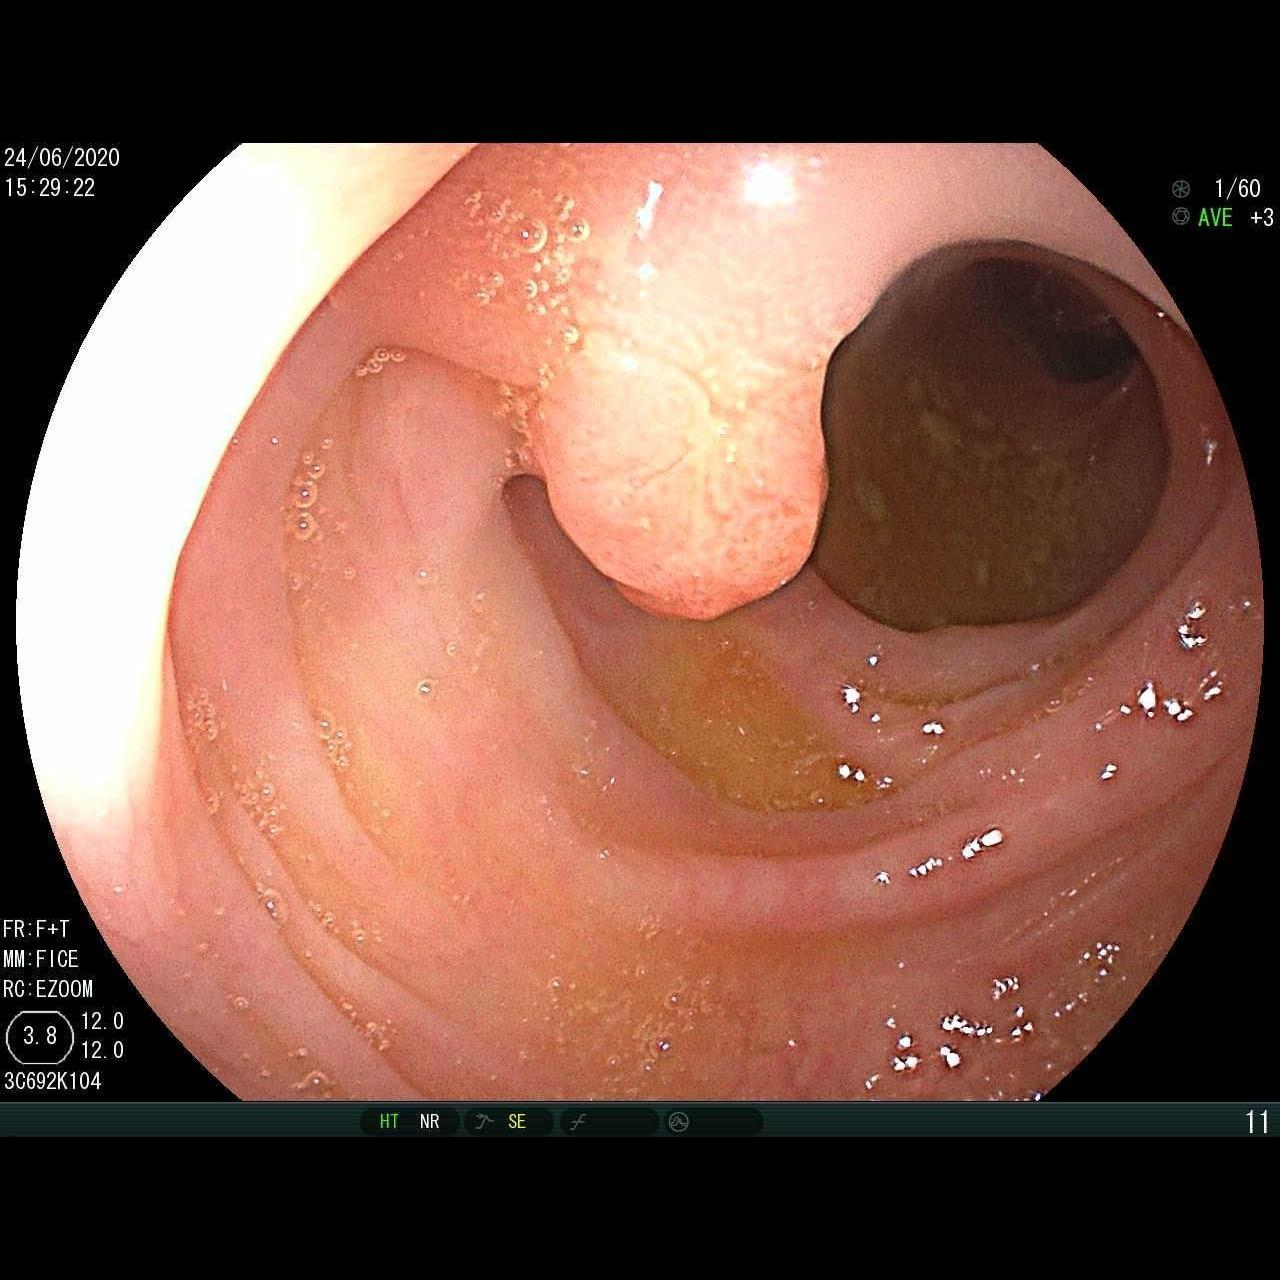 24/06/2020
15:29:22
1/60
AVE +3
FR:F+T
MM:FICE
RC:EZOOM
3.8 12.0
12.0
3C692K104
HT NR SE 11